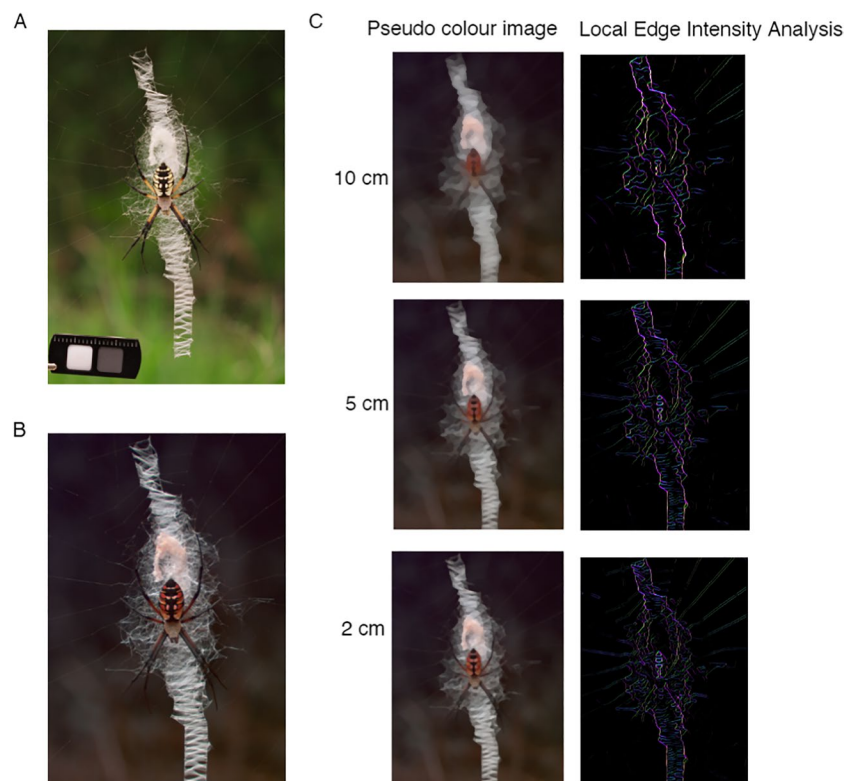 A
C
Pseudo colour image
Local Edge Intensity Analysis
10 cm
5 cm
B
2 cm